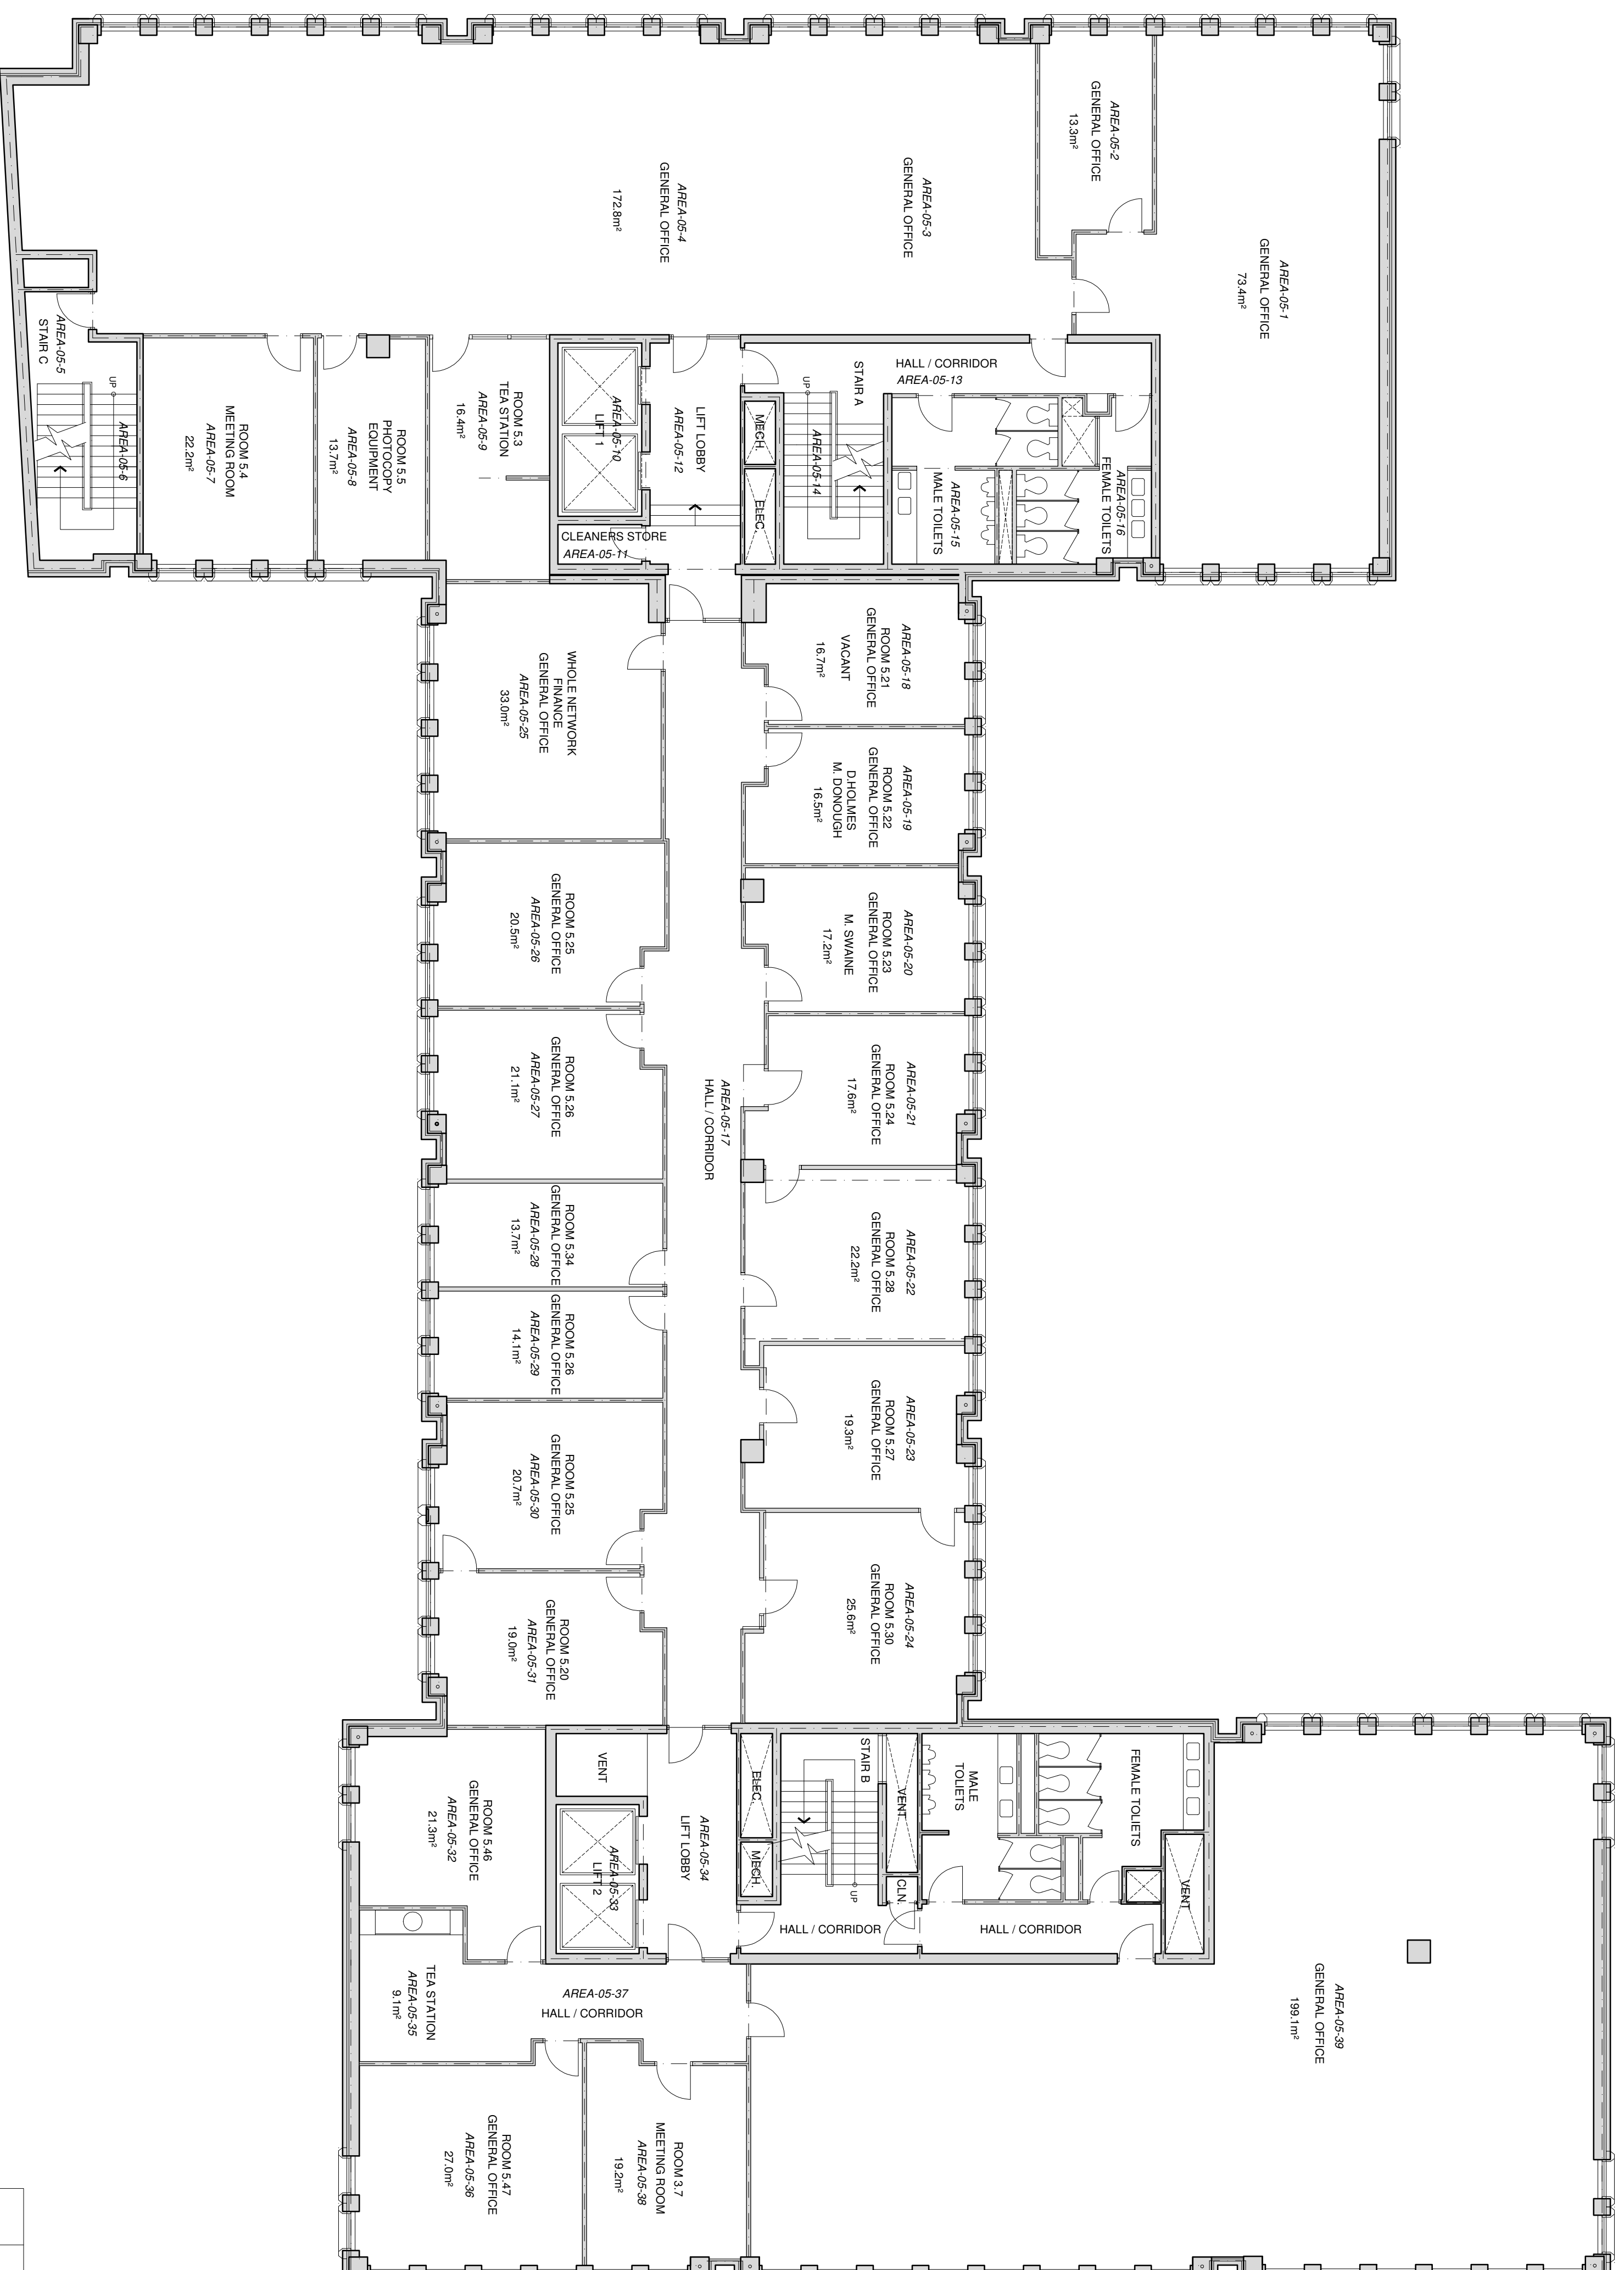 AREA-05-1
GENERAL OFFICE
73.4m²
AREA-05-2
GENERAL OFFICE
13.3m²
AREA-05-3
GENERAL OFFICE
AREA-05-4
GENERAL OFFICE
172.8m²
AREA-05-5
STAIR C
UP
AREA-05-6
ROOM 5.4
MEETING ROOM
AREA-05-7
22.2m²
ROOM 5.5
PHOTOCOPY
EQUIPMENT
AREA-05-8
13.7m²
ROOM 5.3
TEA STATION
AREA-05-9
16.4m²
AREA-05-10
LIFT 1
CLEANERS STORE
AREA-05-11
LIFT LOBBY
AREA-05-12
MECH.
ELEC.
HALL / CORRIDOR
AREA-05-13
STAIR A
UP
AREA-05-14
AREA-05-15
MALE TOILETS
AREA-05-16
FEMALE TOILETS
AREA-05-17
HALL / CORRIDOR
AREA-05-18
ROOM 5.21
GENERAL OFFICE
VACANT
16.7m²
AREA-05-19
ROOM 5.22
GENERAL OFFICE
D.HOLMES
M. DONOUGH
16.5m²
AREA-05-20
ROOM 5.23
GENERAL OFFICE
M. SWAINE
17.2m²
AREA-05-21
ROOM 5.24
GENERAL OFFICE
17.6m²
AREA-05-22
ROOM 5.28
GENERAL OFFICE
22.2m²
AREA-05-23
ROOM 5.27
GENERAL OFFICE
19.3m²
AREA-05-24
ROOM 5.30
GENERAL OFFICE
25.6m²
WHOLE NETWORK
FINANCE
GENERAL OFFICE
AREA-05-25
33.0m²
ROOM 5.25
GENERAL OFFICE
AREA-05-26
20.5m²
ROOM 5.26
GENERAL OFFICE
AREA-05-27
21.1m²
ROOM 5.34
GENERAL OFFICE
AREA-05-28
13.7m²
ROOM 5.26
GENERAL OFFICE
AREA-05-29
14.1m²
ROOM 5.25
GENERAL OFFICE
AREA-05-30
20.7m²
ROOM 5.20
GENERAL OFFICE
AREA-05-31
19.0m²
ROOM 5.46
GENERAL OFFICE
AREA-05-32
21.3m²
VENT
AREA-05-33
LIFT 2
AREA-05-34
LIFT LOBBY
ELEC.
MECH.
STAIR B
UP
VENT
CLN.
MALE
TOLIETS
FEMALE TOLIETS
VENT
HALL / CORRIDOR
HALL / CORRIDOR
TEA STATION
AREA-05-35
9.1m²
ROOM 5.47
GENERAL OFFICE
AREA-05-36
27.0m²
AREA-05-37
HALL / CORRIDOR
ROOM 3.7
MEETING ROOM
AREA-05-38
19.2m²
AREA-05-39
GENERAL OFFICE
199.1m²